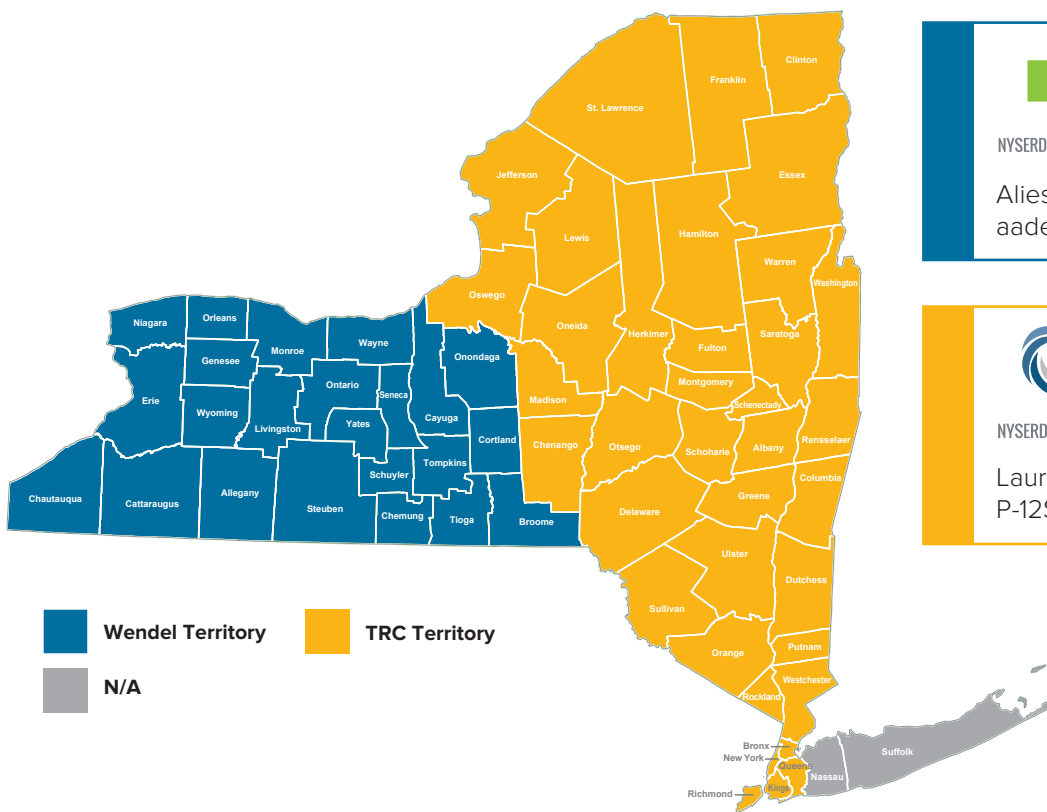 Clinton
Franklin
St. Lawrence
Jefferson
Essex
Lewis
Hamilton
Warren
Washington
Oswego
Oneida
Herkimer
Saratoga
Fulton
Montgomery
Schenectady
Niagara
Orleans
Monroe
Wayne
Onondaga
Genesee
Ontario
Seneca
Erie
Wyoming
Livingston
Yates
Cayuga
Madison
Cortland
Chenango
Otsego
Schoharie
Albany
Rensselaer
Schuyler
Tompkins
Columbia
Greene
Chautauqua
Cattaraugus
Allegany
Steuben
Chemung
Tioga
Broome
Delaware
Ulster
Dutchess
Sullivan
Orange
Putnam
Westchester
Rockland
Bronx
New York
Queens
Kings
Richmond
Nassau
Suffolk
Wendel Territory
TRC Territory
N/A
NYSERD
Alies
aade
NYSERD
Laur
P-12S